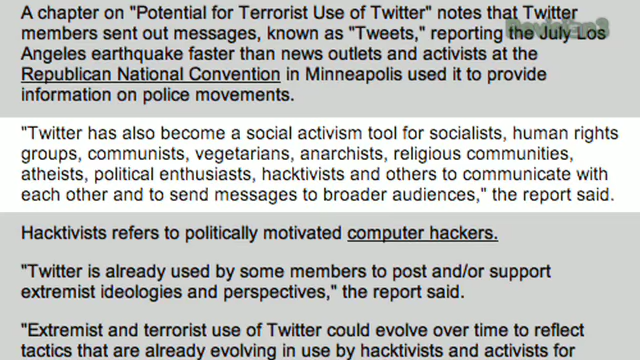 A chapter on "Potential for Terrorist Use of Twitter" notes that Twitter
members sent out messages, known as "Tweets," reporting the July Los
Angeles earthquake faster than news outlets and activists at the
Republican National Convention in Minneapolis used it to provide
information on police movements.
"Twitter has also become a social activism tool for socialists, human rights
groups, communists, vegetarians, anarchists, religious communities,
atheists, political enthusiasts, hacktivists and others to communicate with
each other and to send messages to broader audiences," the report said.
Hacktivists refers to politically motivated computer hackers.
"Twitter is already used by some members to post and/or support
extremist ideologies and perspectives," the report said.
"Extremist and terrorist use of Twitter could evolve over time to reflect
tactics that are already evolving in use by hacktivists and activists for